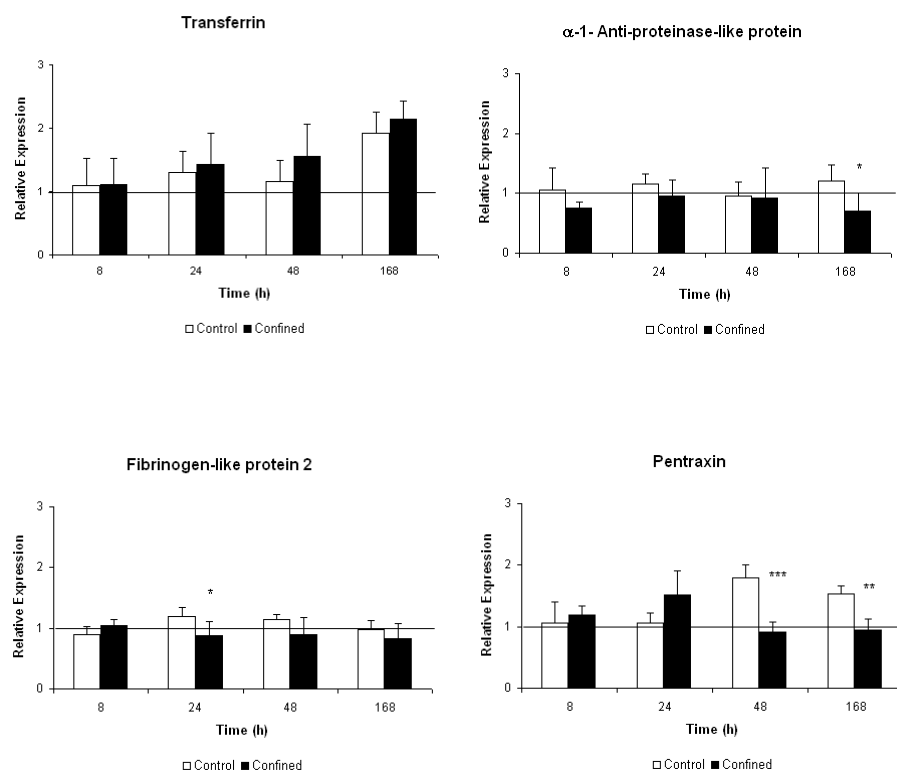 Transferrin
3
2
1
0
Relative Expression
8 24 48 168
Time (h)
Control Confined
α-1- Anti-proteinase-like protein
3
2
1
0
Relative Expression
*
8 24 48 168
Time (h)
Control Confined
Fibrinogen-like protein 2
3
2
1
0
Relative Expression
*
8 24 48 168
Time (h)
Control Confined
Pentraxin
3
2
1
0
Relative Expression
*** **
8 24 48 168
Time (h)
Control Confined